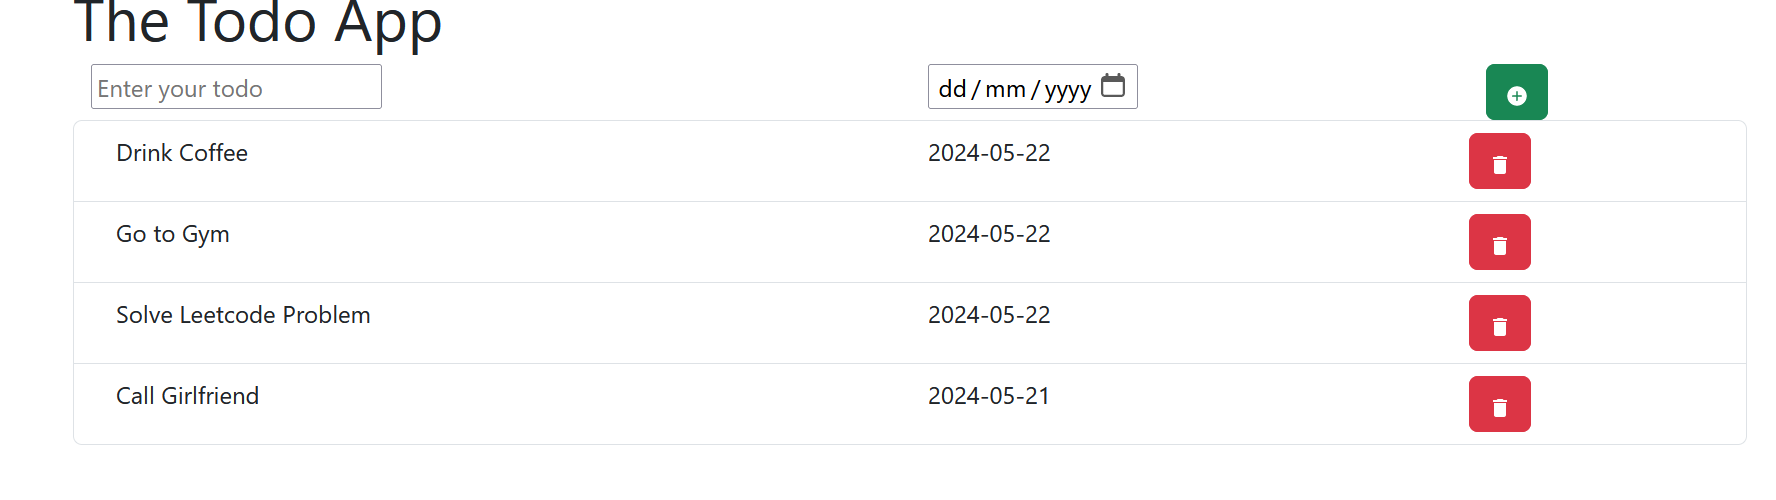 The Todo App
Enter your todo dd/mm/yyyy
Drink Coffee 2024-05-22
Go to Gym 2024-05-22
Solve Leetcode Problem 2024-05-22
Call Girlfriend 2024-05-21